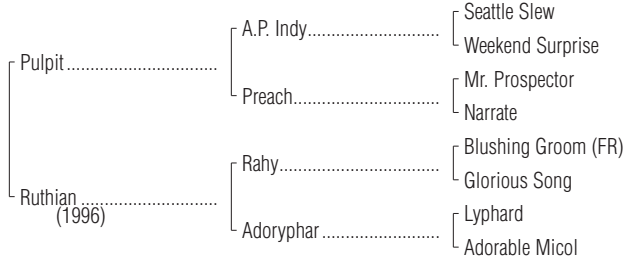 Seattle Slew
A.P. Indy..............................
Weekend Surprise
Pulpit.................................
Mr. Prospector
Preach.................................
Narrate
Blushing Groom (FR)
Rahy....................................
Glorious Song
Ruthian...............................
(1996)
Lyphard
Adoryphar...........................
Adorable Micol